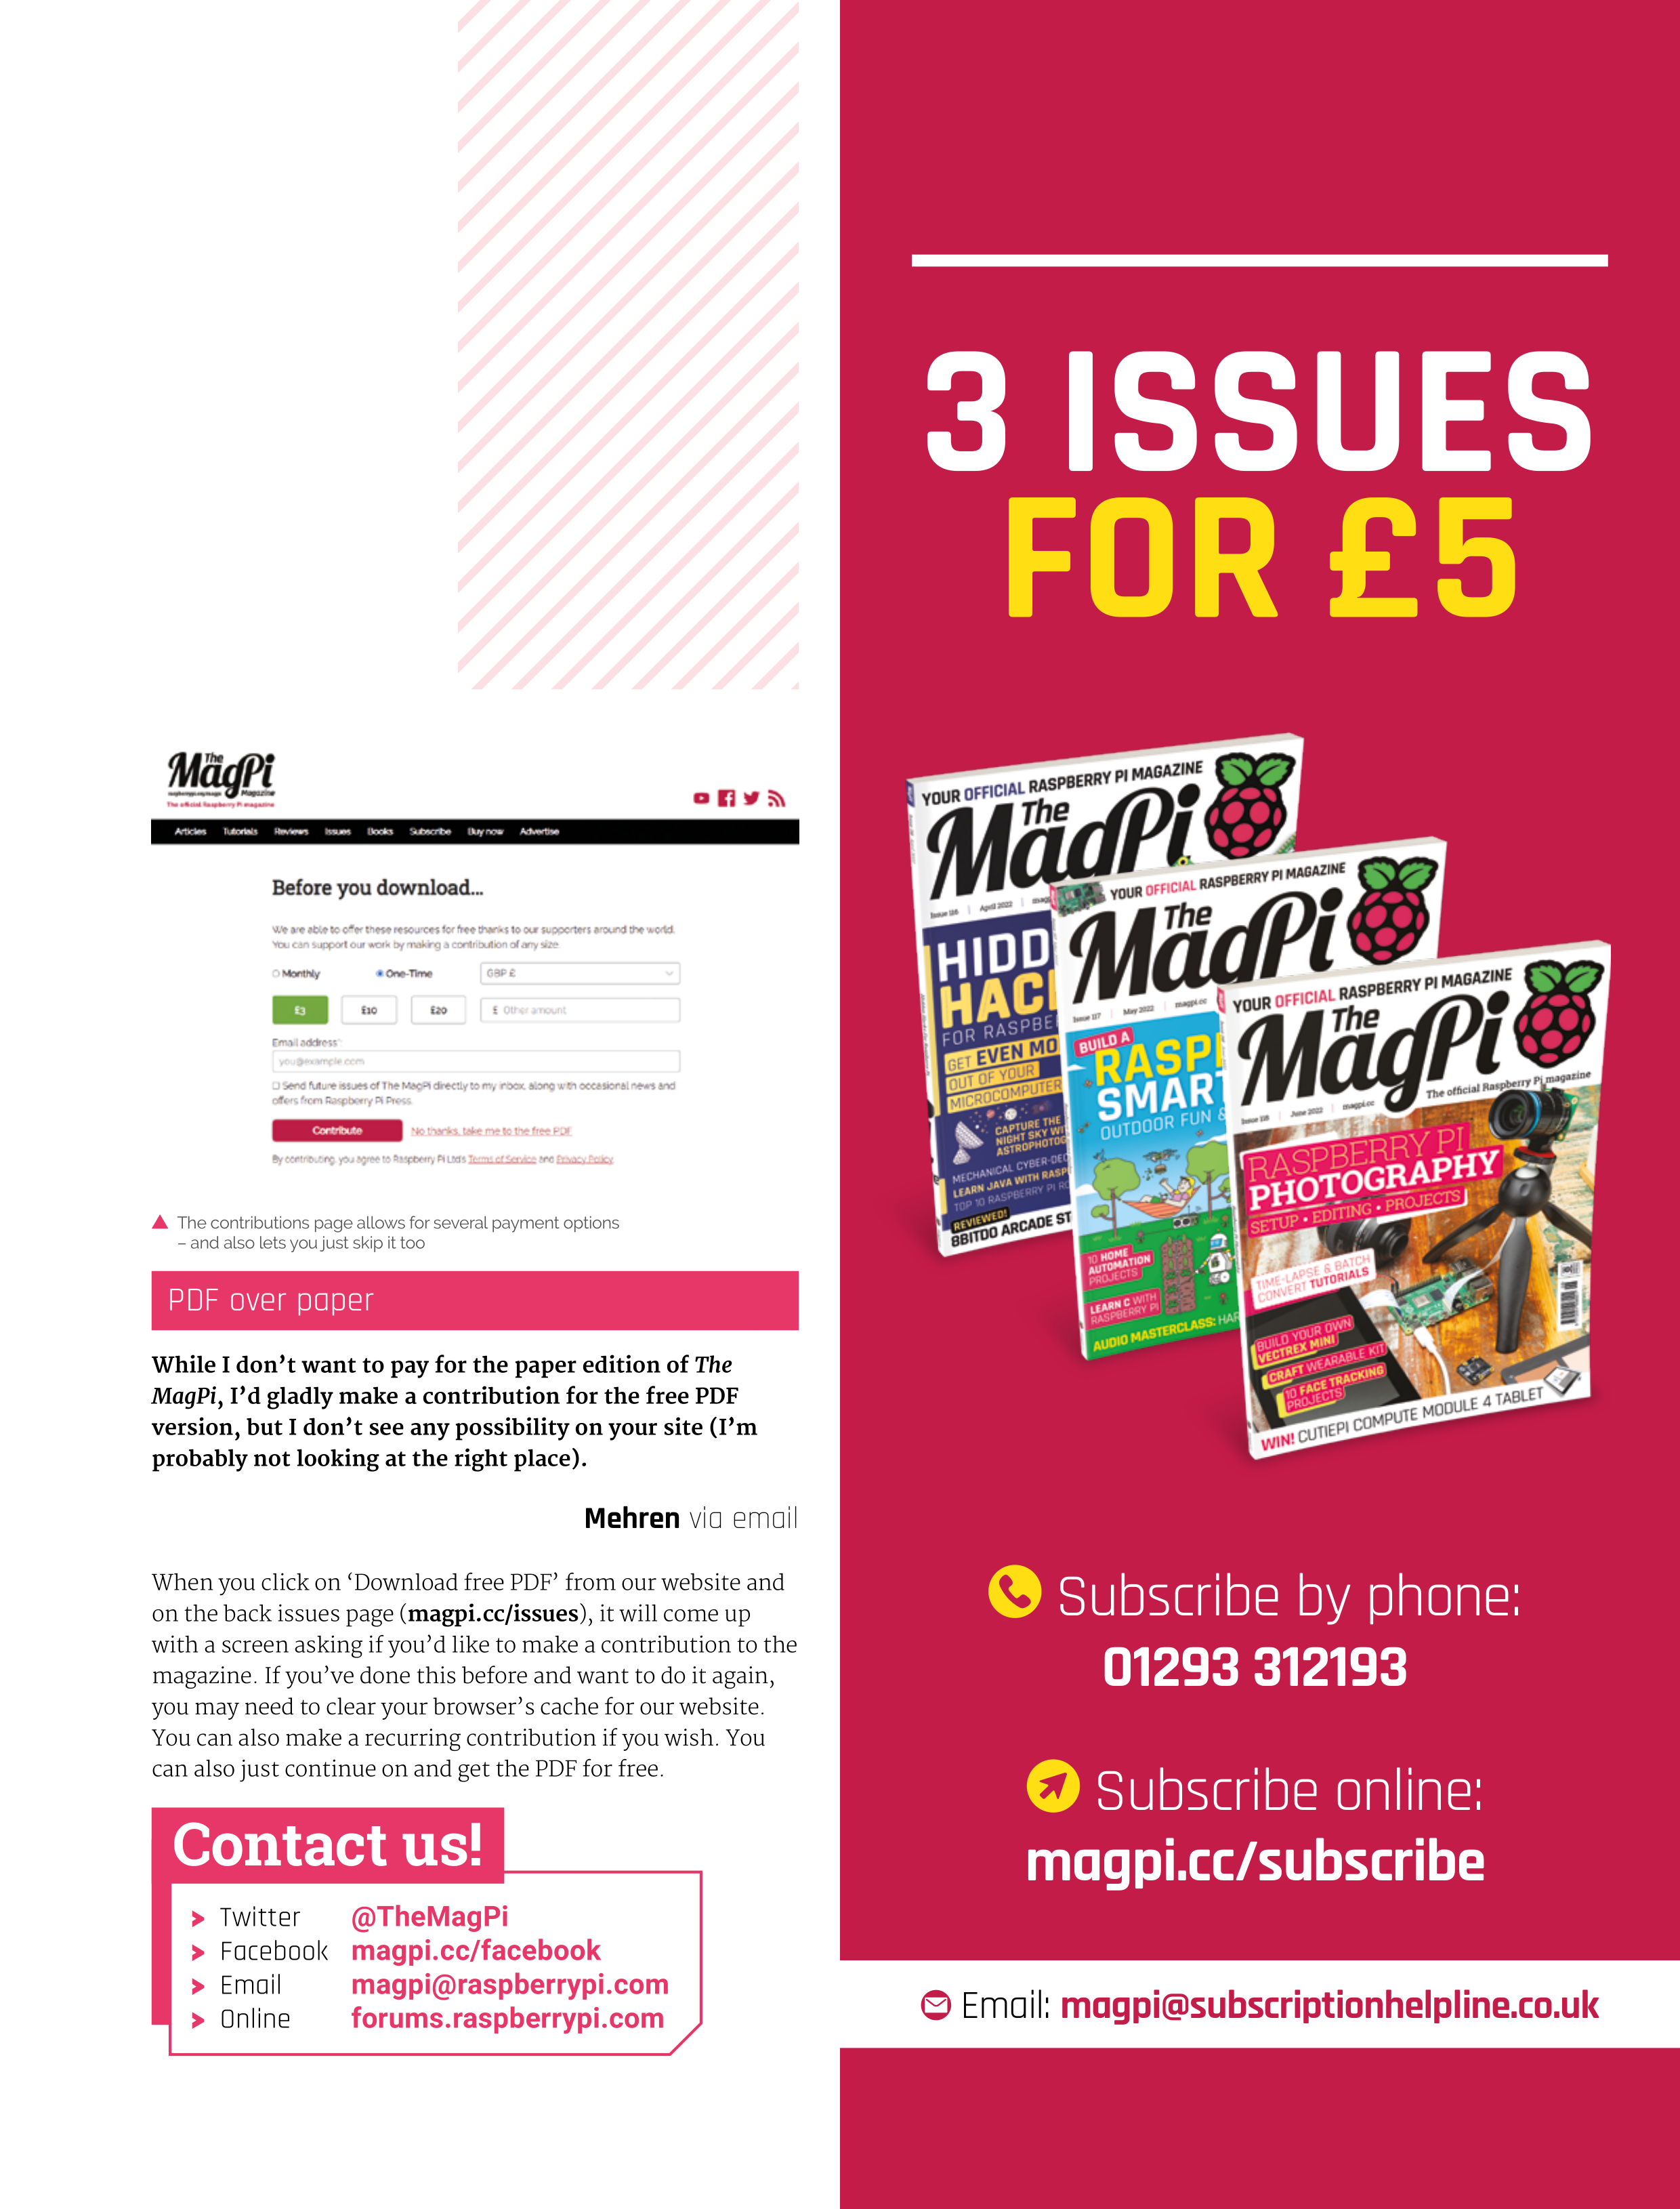 The
MagPi
Magazine
The official Raspberry Pi magazine
Articles Tutorials Reviews Issues Books Subscribe Buy now Advertise
Before you download...
We are able to offer these resources for free thanks to our supporters around the world.
You can support our work by making a contribution of any size
Monthly One-Time GBP £
£3 £10 £20 £ Other amount
Email address*:
you@example.com
Send future issues of The MagPi directly to my inbox, along with occasional news and
offers from Raspberry Pi Press.
Contribute No thanks, take me to the free PDF
By contributing, you agree to Raspberry Pi Ltd's Terms of Service and Privacy Policy
The contributions page allows for several payment options
– and also lets you just skip it too
PDF over paper
While I don't want to pay for the paper edition of The
MagPi, I'd gladly make a contribution for the free PDF
version, but I don't see any possibility on your site (I'm
probably not looking at the right place).
Mehren via email
When you click on ‘Download free PDF’ from our website and
on the back issues page (magpi.cc/issues), it will come up
with a screen asking if you’d like to make a contribution to the
magazine. If you’ve done this before and want to do it again,
you may need to clear your browser’s cache for our website.
You can also make a recurring contribution if you wish. You
can also just continue on and get the PDF for free.
Contact us!
Twitter @TheMagPi
Facebook magpi.cc/facebook
Email magpi@raspberrypi.com
Online forums.raspberrypi.com
3 ISSUES
FOR £5
YOUR OFFICIAL RASPBERRY PI MAGAZINE
The
MagPi
Issue 116 April 2022
HIDD
HAC
FOR RASPBE
GET EVEN MO
OUT OF YOUR
MICROCOMPUTER
CAPTURE THE
NIGHT SKY WI
ASTROPHOTOG
MECHANICAL CYBER-DEC
LEARN JAVA WITH RASP
TOP 10 RASPBERRY PI RO
REVIEWED!
8BITDO ARCADE ST
YOUR OFFICIAL RASPBERRY PI MAGAZINE
The
MagPi
Issue 117 May 2022 magpi.cc
BUILD A
RASP
SMAR
OUTDOOR FUN &
10 HOME
AUTOMATION
PROJECTS
LEARN C WITH
RASPBERRY PI
AUDIO MASTERCLASS: HAR
YOUR OFFICIAL RASPBERRY PI MAGAZINE
The
MagPi
The official Raspberry Pi magazine
Issue 118 June 2022 magpi.cc
RASPBERRY PI
PHOTOGRAPHY
SETUP • EDITING • PROJECTS
TIME-LAPSE & BATCH
CONVERT TUTORIALS
BUILD YOUR OWN
VECTREX MINI
CRAFT WEARABLE KIT
10 FACE TRACKING
PROJECTS
WIN! CUTIEPI COMPUTE MODULE 4 TABLET
Subscribe by phone:
01293 312193
Subscribe online:
magpi.cc/subscribe
Email: magpi@subscriptionhelpline.co.uk